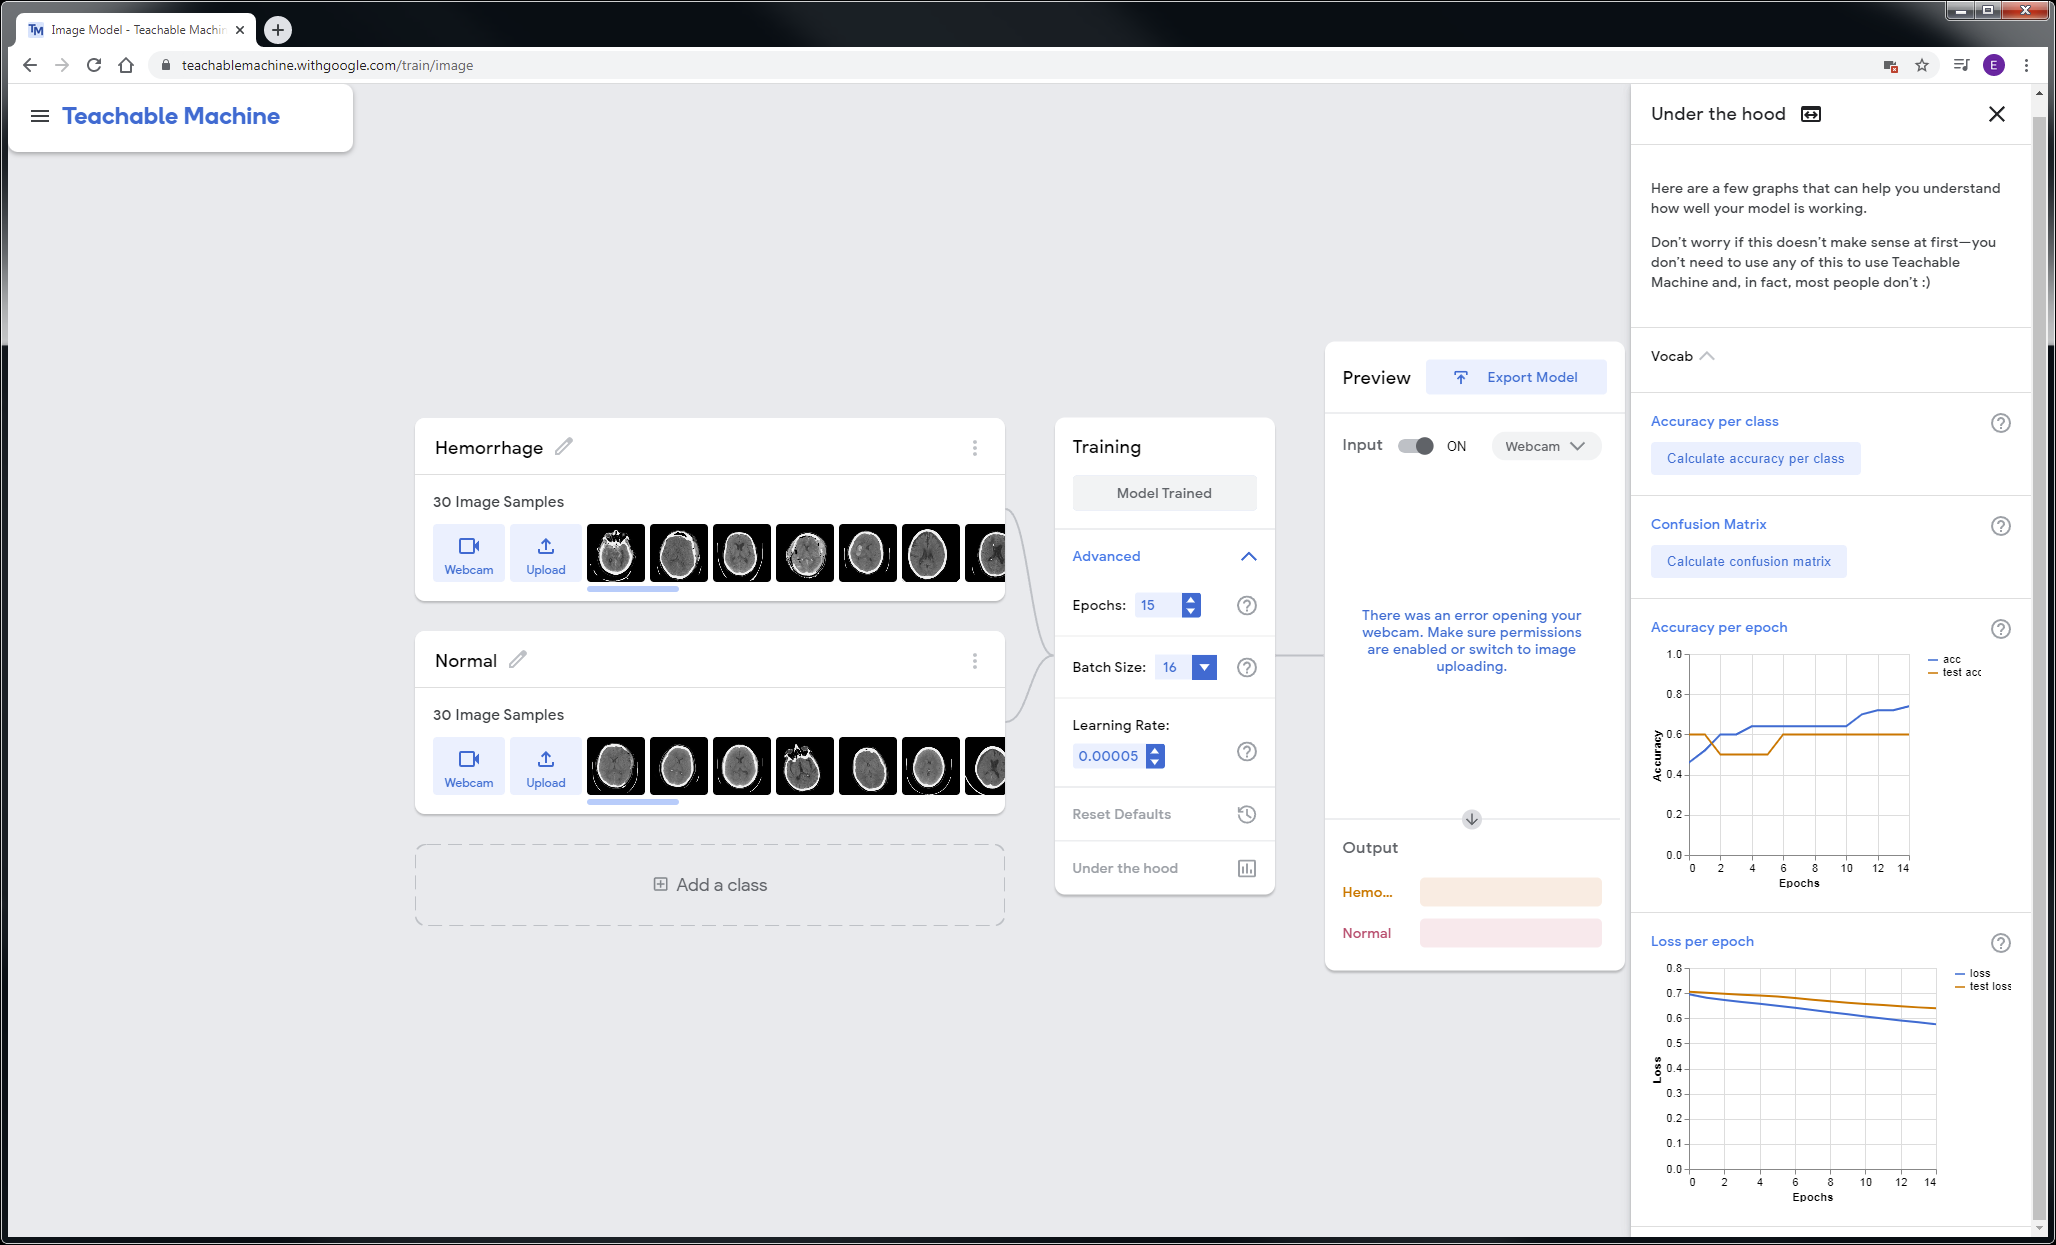 Image Model - Teachable Machin
teachablemachine.withgoogle.com/train/image
E
Teachable Machine
Hemorrhage
30 Image Samples
Webcam
Upload
Normal
30 Image Samples
Webcam
Upload
Add a class
Training
Model Trained
Advanced
Epochs: 15
Batch Size: 16
Learning Rate:
0.00005
Reset Defaults
Under the hood
Preview
Export Model
Input ON Webcam
There was an error opening your
webcam. Make sure permissions
are enabled or switch to image
uploading.
Output
Hemo...
Normal
Under the hood
Here are a few graphs that can help you understand
how well your model is working.
Don't worry if this doesn't make sense at first—you
don't need to use any of this to use Teachable
Machine and, in fact, most people don't :)
Vocab
Accuracy per class
Calculate accuracy per class
Confusion Matrix
Calculate confusion matrix
Accuracy per epoch
1.0
0.8
0.6
0.4
0.2
0.0
Accuracy
0 2 4 6 8 10 12 14
Epochs
acc
test acc
Loss per epoch
0.8
0.7
0.6
0.5
0.4
0.3
0.2
0.1
0.0
Loss
0 2 4 6 8 10 12 14
Epochs
loss
test loss